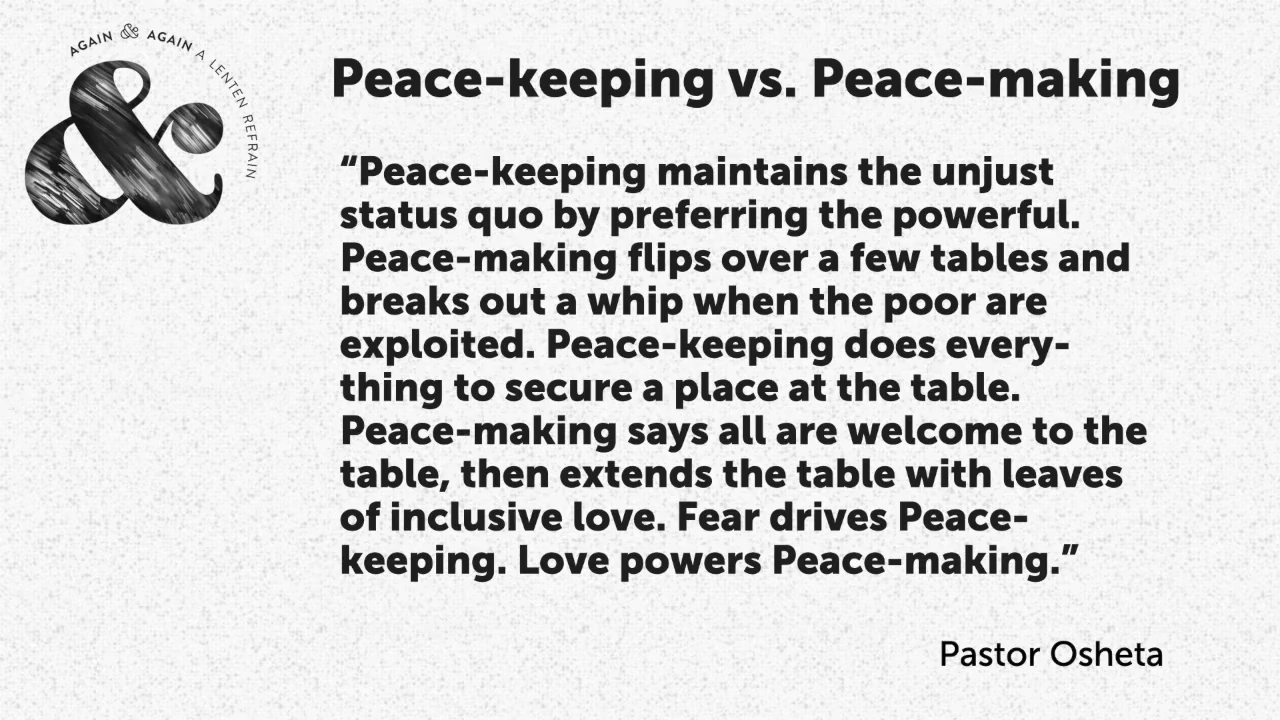 AGAIN & AGAIN A LENTEN REFRAIN
&
Peace-keeping vs. Peace-making
“Peace-keeping maintains the unjust
status quo by preferring the powerful.
Peace-making flips over a few tables and
breaks out a whip when the poor are
exploited. Peace-keeping does every-
thing to secure a place at the table.
Peace-making says all are welcome to the
table, then extends the table with leaves
of inclusive love. Fear drives Peace-
keeping. Love powers Peace-making.”
Pastor Osheta